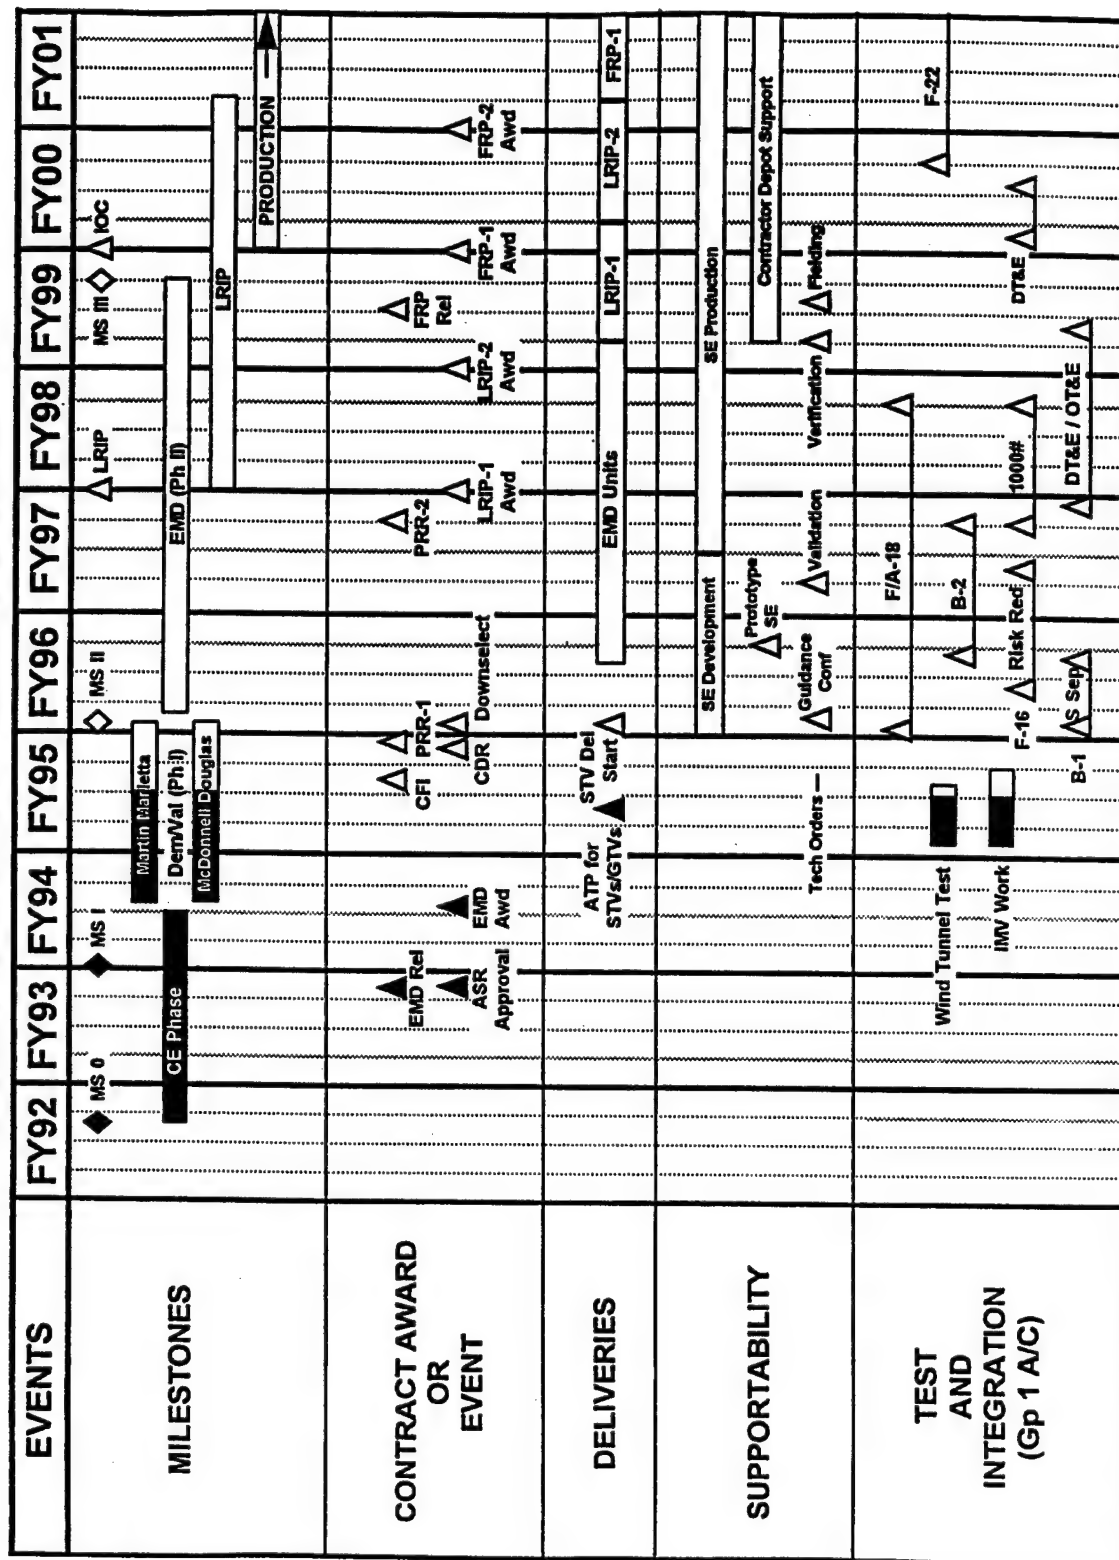 EVENTS
FY92
FY93
FY94
FY95
FY96
FY97
FY98
FY99
FY00
FY01
MILESTONES
MS 0
MS I
MS II
LRIP
MS III
IOC
Martin Marietta
CE Phase
Dem/Val (Ph I)
EMD (Ph II)
McDonnell Douglas
LRIP
PRODUCTION
CONTRACT AWARD
OR
EVENT
EMD Rel
CFI
PRR-1
PRR-2
FRP
Rel
ASR
Approval
EMD
Awd
CDR
Downselect
LRIP-1
Awd
LRIP-2
Awd
FRP-1
Awd
FRP-2
Awd
DELIVERIES
ATP for
STVs/GTVs
STV Del
Start
EMD Units
LRIP-1
LRIP-2
FRP-1
SUPPORTABILITY
SE Development
SE Production
Prototype
SE
Contractor Depot Support
Tech Orders
Guidance
Conf
Validation
Verification
Fielding
TEST
AND
INTEGRATION
(Gp 1 A/C)
F/A-18
F-22
Wind Tunnel Test
B-2
IMV Work
F-16
Risk Red
1000#
DT&E
B-1
S Sep
DT&E / OT&E